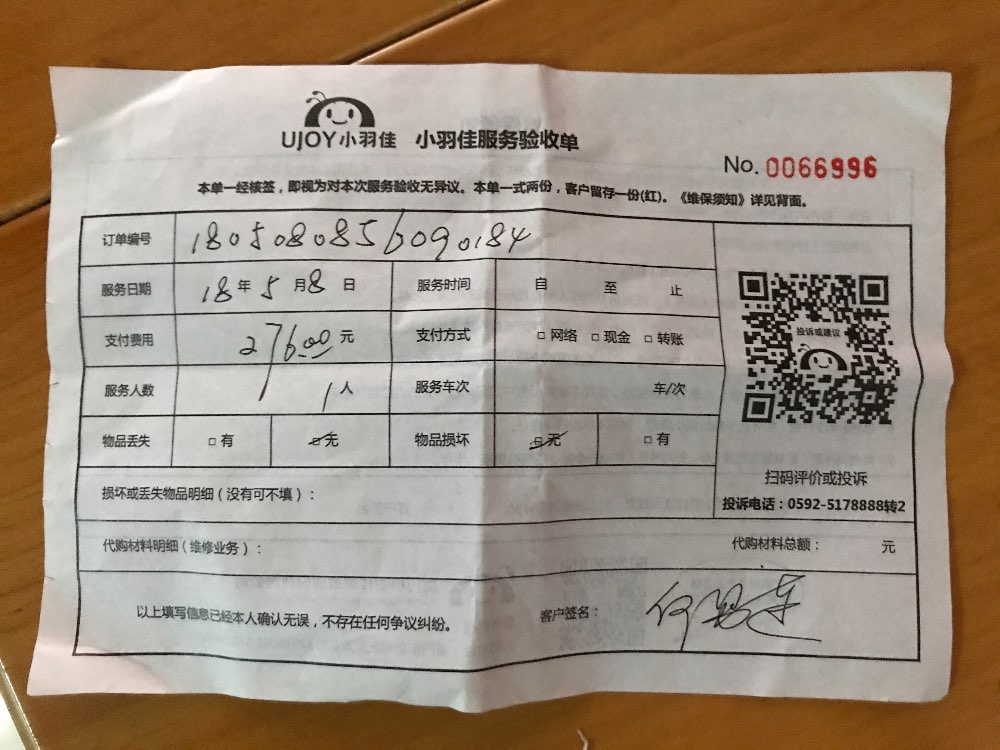 UJOY小羽佳 小羽佳服务验收单
No. 0066996
本单一经核签，即视为对本次服务验收无异议。本单一式两份，客户留存一份(红)。《维保须知》详见背面。
订单编号 1805080856090184
服务日期 18年5月8日 服务时间 自 至 止
支付费用 276.00元 支付方式 □网络 □现金 □转账
投诉或建议
服务人数 1人 服务车次 车/次
物品丢失 □有 ☑无 物品损坏 ☑无 □有
扫码评价或投诉
损坏或丢失物品明细（没有可不填）：
投诉电话：0592-5178888转2
代购材料明细（维修业务）： 代购材料总额： 元
以上填写信息已经本人确认无误，不存在任何争议纠纷。 客户签名：